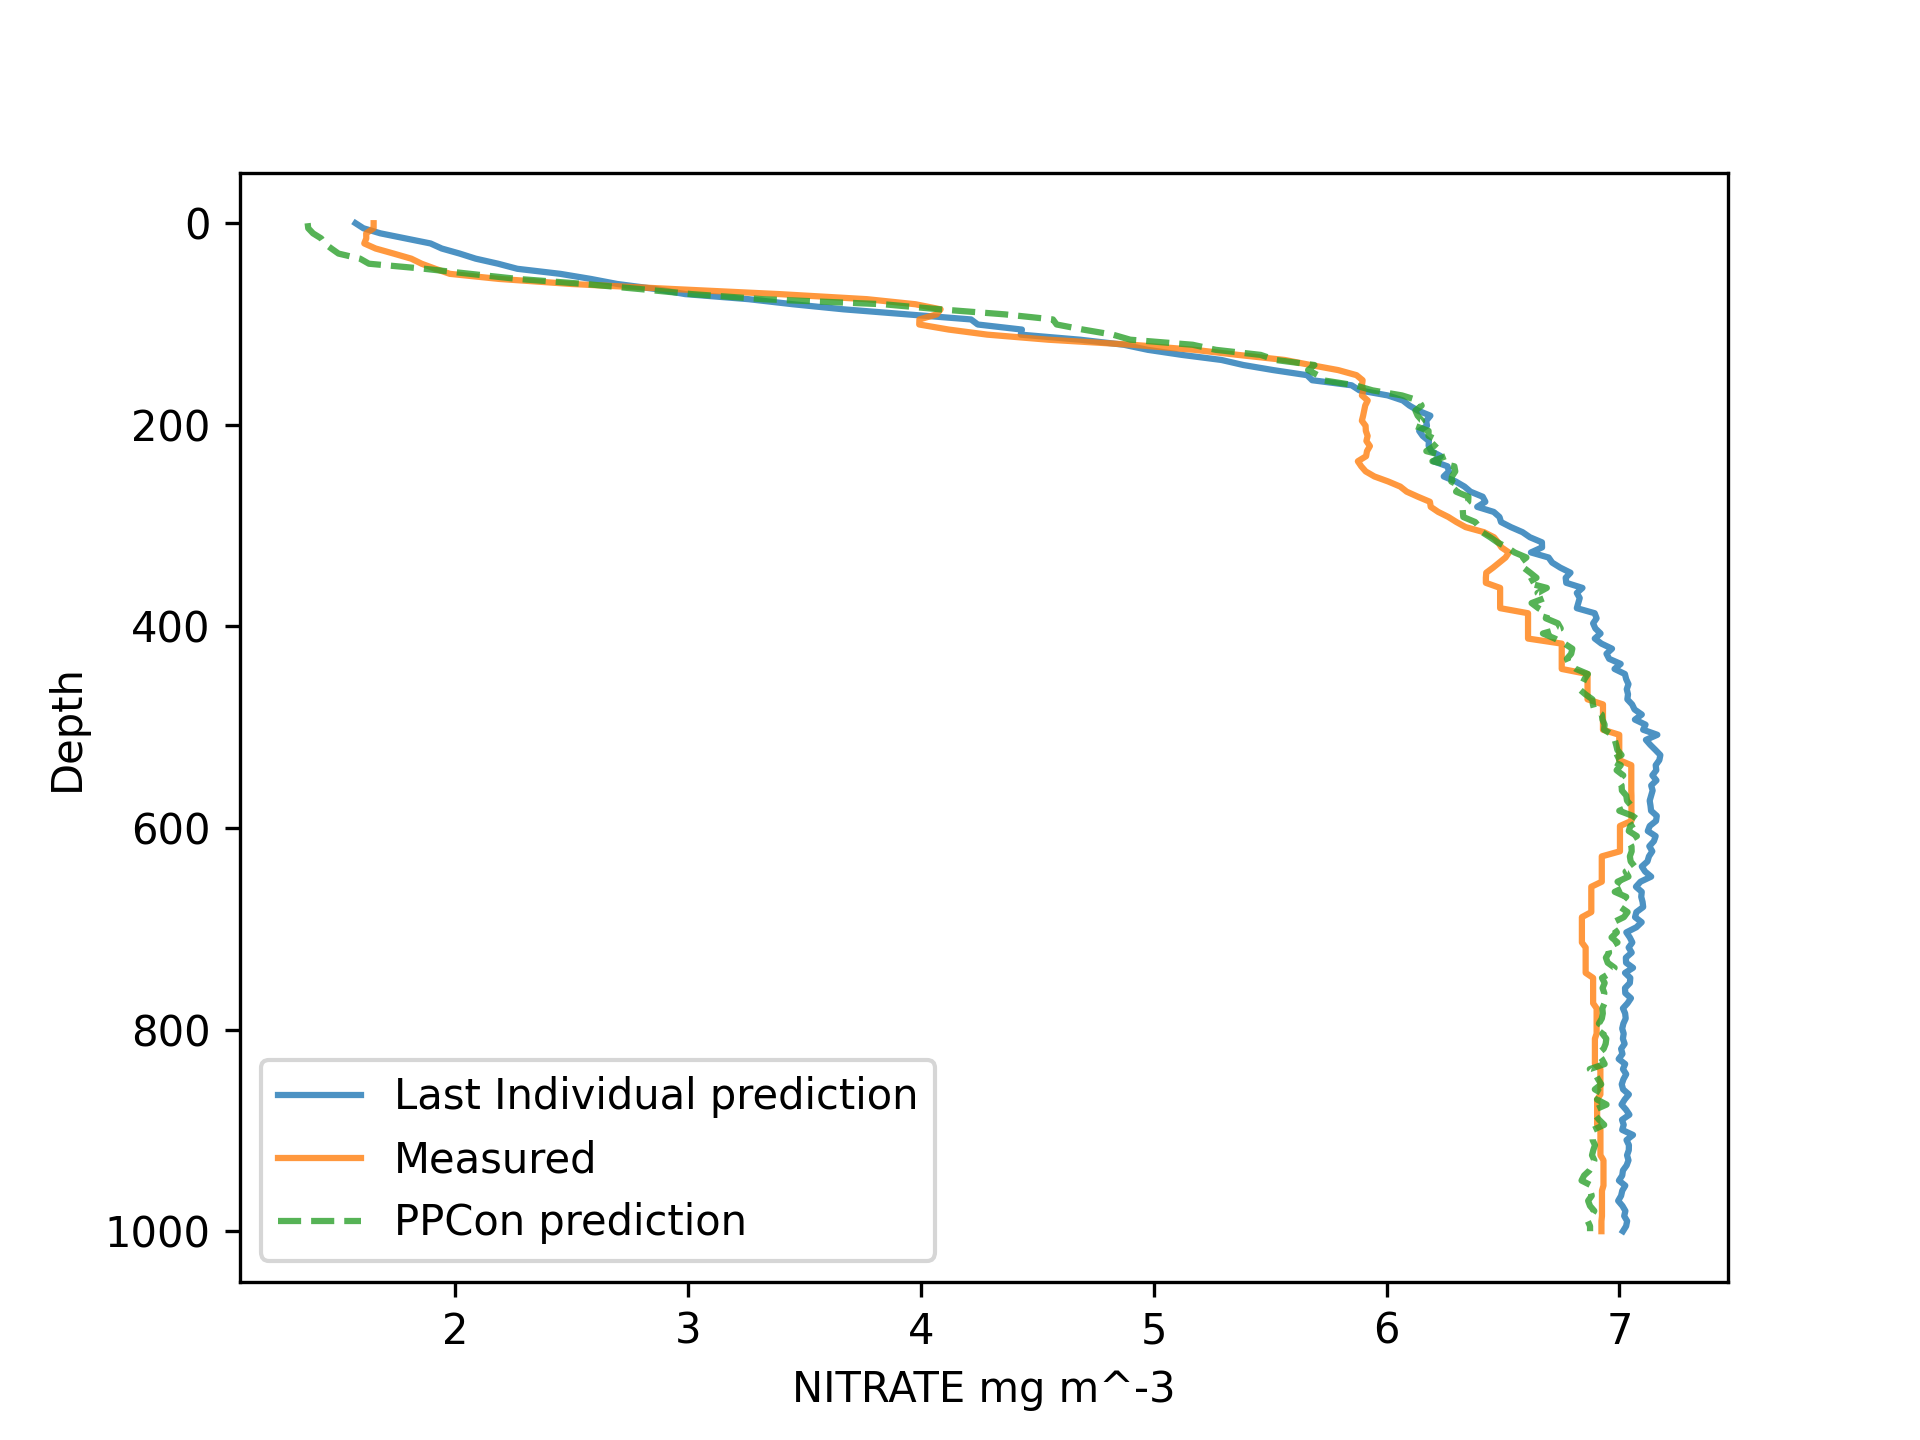 0
200
400
600
800
1000
Depth
Last Individual prediction
Measured
PPCon prediction
2 3 4 5 6 7
NITRATE mg m^-3